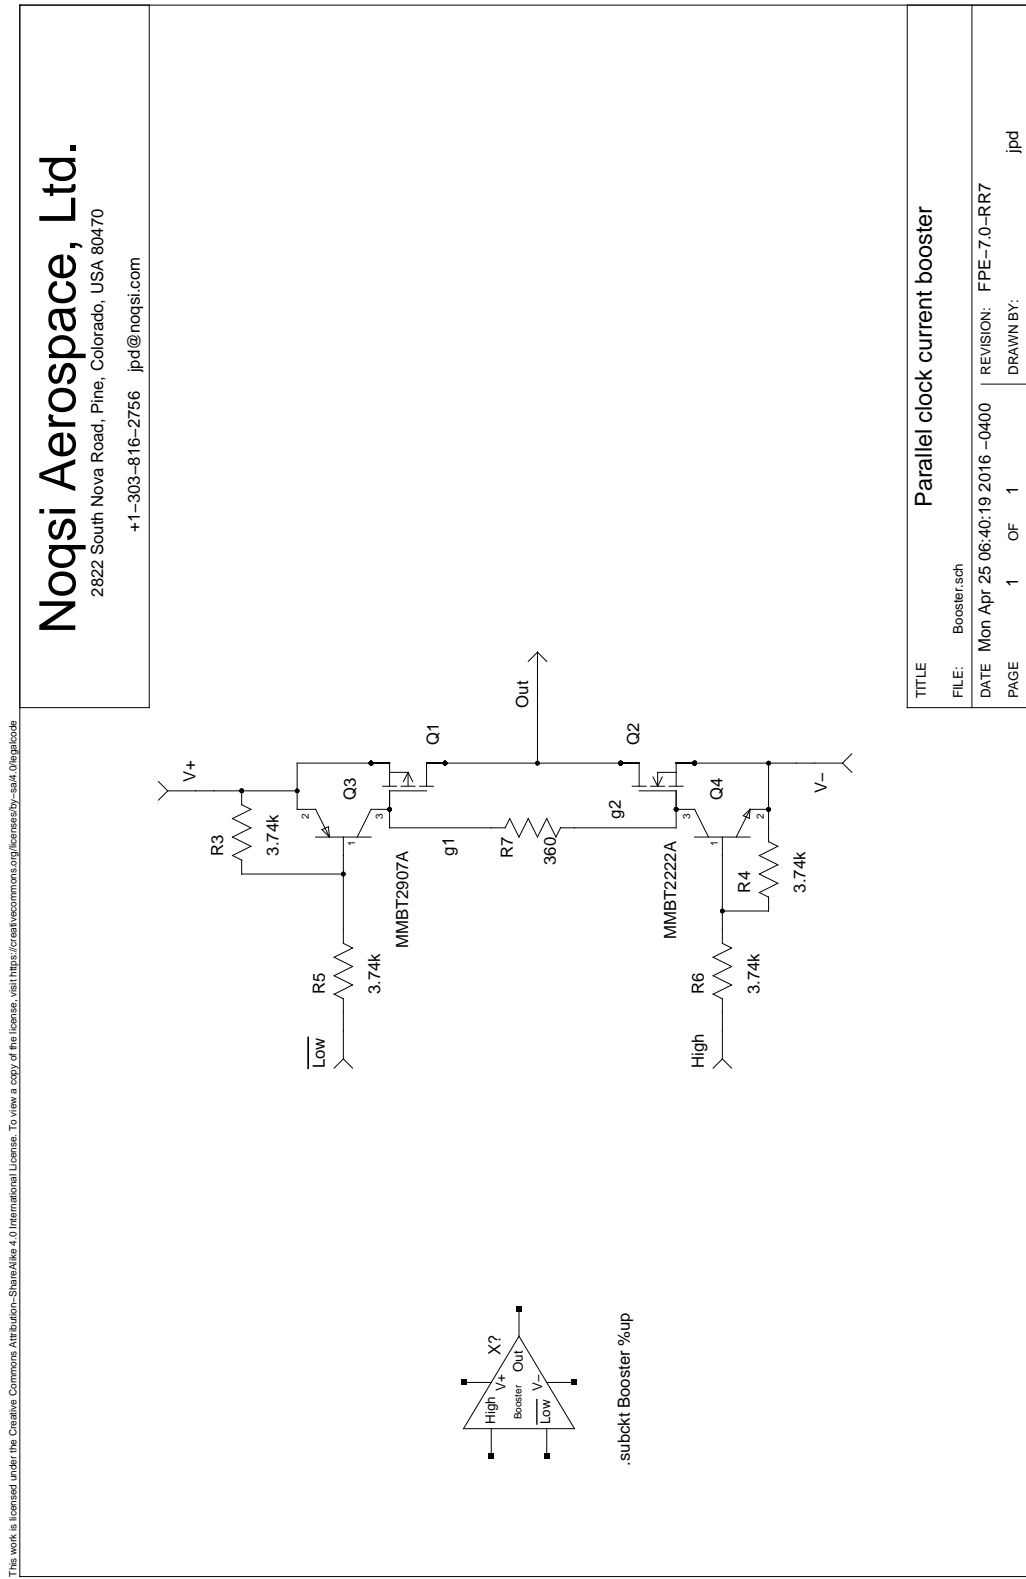 This work is licensed under the Creative Commons Attribution−ShareAlike 4.0 International License. To view a copy of the license, visit https://creativecommons.org/licenses/by−sa/4.0/legalcode
Noqsi Aerospace, Ltd.
2822 South Nova Road, Pine, Colorado, USA 80470
+1−303−816−2756 jpd@noqsi.com
V+
R3
3.74k
2
Q3
1
3
Q1
Low
R5
3.74k
MMBT2907A
g1
R7
360
Out
g2
Q2
MMBT2222A
3
Q4
1
2
High
R6
3.74k
R4
3.74k
V−
X?
High V+
Booster Out
Low V−
.subckt Booster %up
TITLE
Parallel clock current booster
FILE: Booster.sch
DATE Mon Apr 25 06:40:19 2016 −0400
REVISION: FPE−7.0−RR7
PAGE 1 OF 1
DRAWN BY: jpd